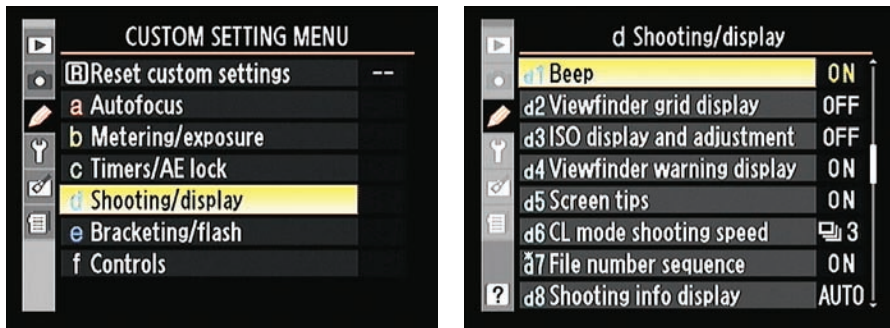 CUSTOM SETTING MENU
R Reset custom settings --
a Autofocus
b Metering/exposure
c Timers/AE lock
d Shooting/display
e Bracketing/flash
f Controls
d Shooting/display
d1 Beep ON
d2 Viewfinder grid display OFF
d3 ISO display and adjustment OFF
d4 Viewfinder warning display ON
d5 Screen tips ON
d6 CL mode shooting speed 3
*d7 File number sequence ON
? d8 Shooting info display AUTO